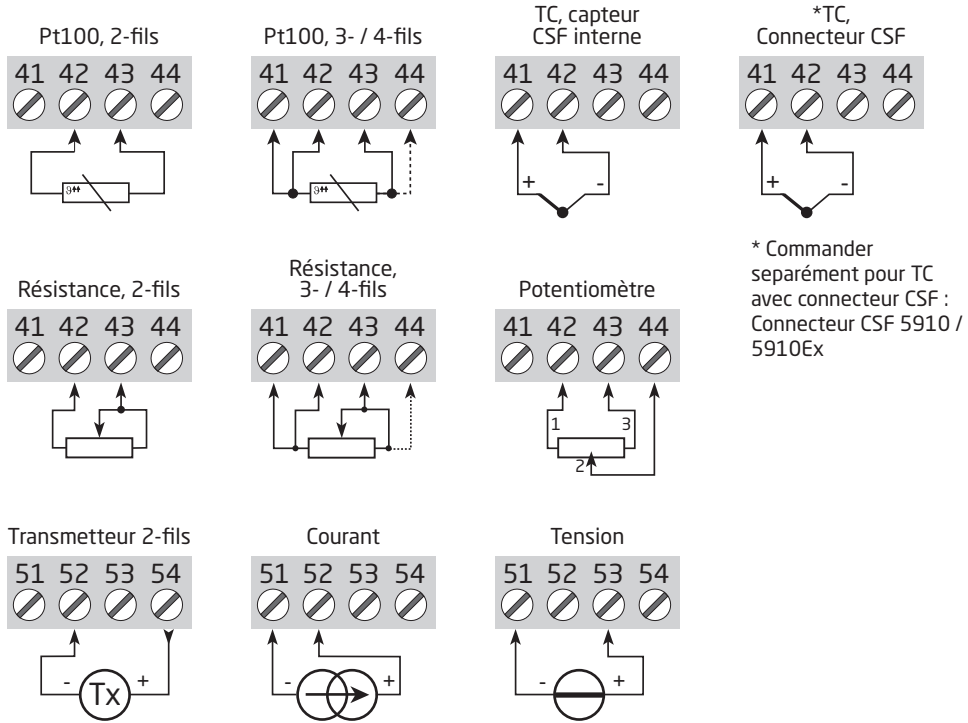 Pt100, 2-fils
41 42 43 44
Pt100, 3- / 4-fils
41 42 43 44
TC, capteur
CSF interne
41 42 43 44
+ -
*TC,
Connecteur CSF
41 42 43 44
+ -
Résistance, 2-fils
41 42 43 44
Résistance,
3- / 4-fils
41 42 43 44
Potentiomètre
41 42 43 44
1 3
2
* Commander
separément pour TC
avec connecteur CSF :
Connecteur CSF 5910 /
5910Ex
Transmetteur 2-fils
51 52 53 54
- Tx +
Courant
51 52 53 54
- +
Tension
51 52 53 54
- +